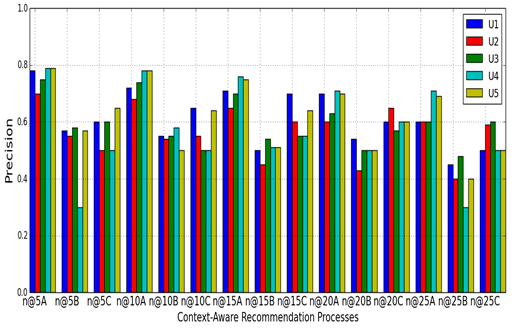 1.0
0.8
0.6
0.4
0.2
0.0
Precision
U1
U2
U3
U4
U5
n@5A n@5B n@5C n@10A n@10B n@10C n@15A n@15B n@15C n@20A n@20B n@20C n@25A n@25B n@25C
Context-Aware Recommendation Processes